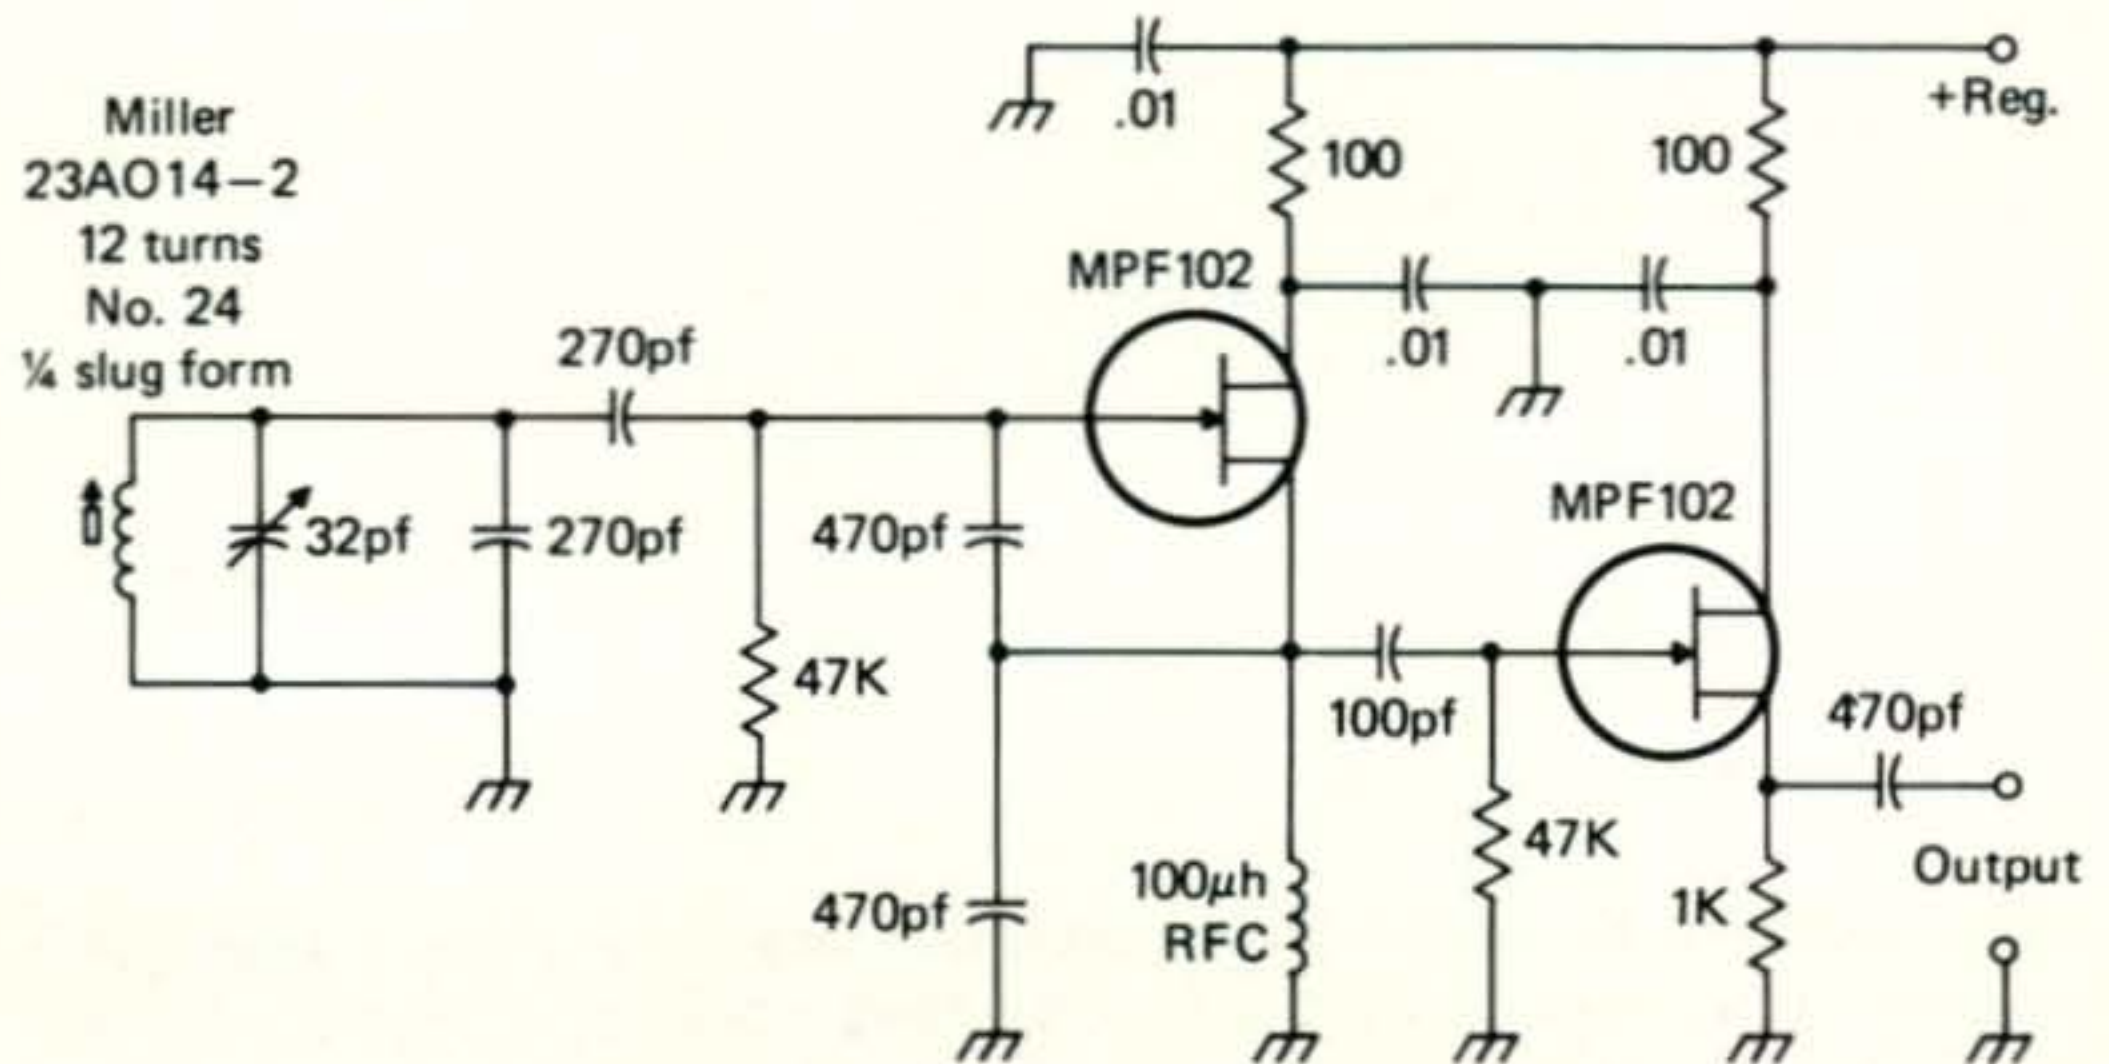 Miller
23AO14–2
12 turns
No. 24
¼ slug form
.01
+Reg.
100
100
MPF102
.01
.01
270pf
32pf
270pf
470pf
47K
MPF102
100pf
470pf
47K
470pf
100µh
RFC
1K
Output